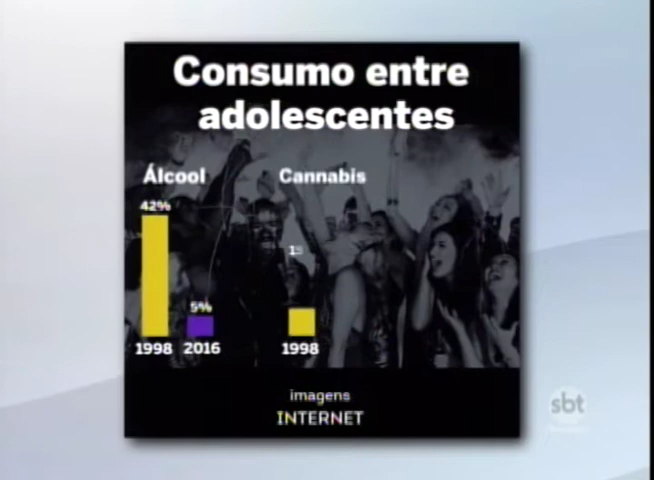 Consumo entre
adolescentes
Álcool
Cannabis
42%
5%
1998
2016
1998
imagens
INTERNET
sbt